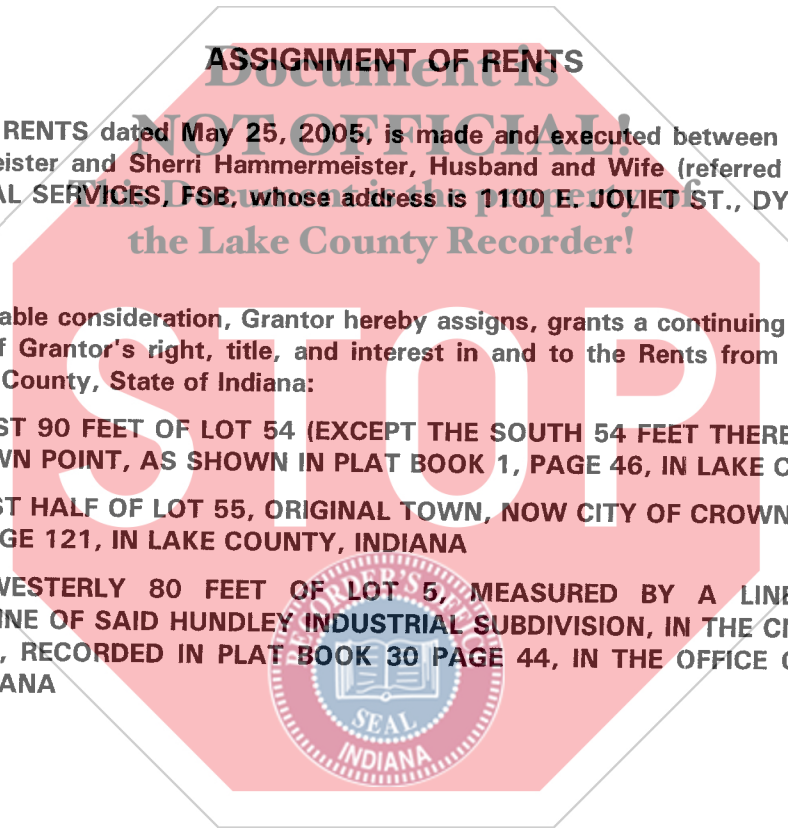 ASSIGNMENT OF RENTS
Document is
RENTS dated May 25, 2005, is made and executed between
NOT OFFICIAL!
eister and Sherri Hammermeister, Husband and Wife (referred
AL SERVICES, FSB, whose address is 1100 E. JOLIET ST., DY
This Document is the property of
the Lake County Recorder!
able consideration, Grantor hereby assigns, grants a continuing
f Grantor's right, title, and interest in and to the Rents from
County, State of Indiana:
STOP
ST 90 FEET OF LOT 54 (EXCEPT THE SOUTH 54 FEET THERE
WN POINT, AS SHOWN IN PLAT BOOK 1, PAGE 46, IN LAKE C
ST HALF OF LOT 55, ORIGINAL TOWN, NOW CITY OF CROWN
GE 121, IN LAKE COUNTY, INDIANA
WESTERLY 80 FEET OF LOT 5, MEASURED BY A LINE
INE OF SAID HUNDLEY INDUSTRIAL SUBDIVISION, IN THE CI
, RECORDED IN PLAT BOOK 30 PAGE 44, IN THE OFFICE O
ANA
SEAL
INDIANA